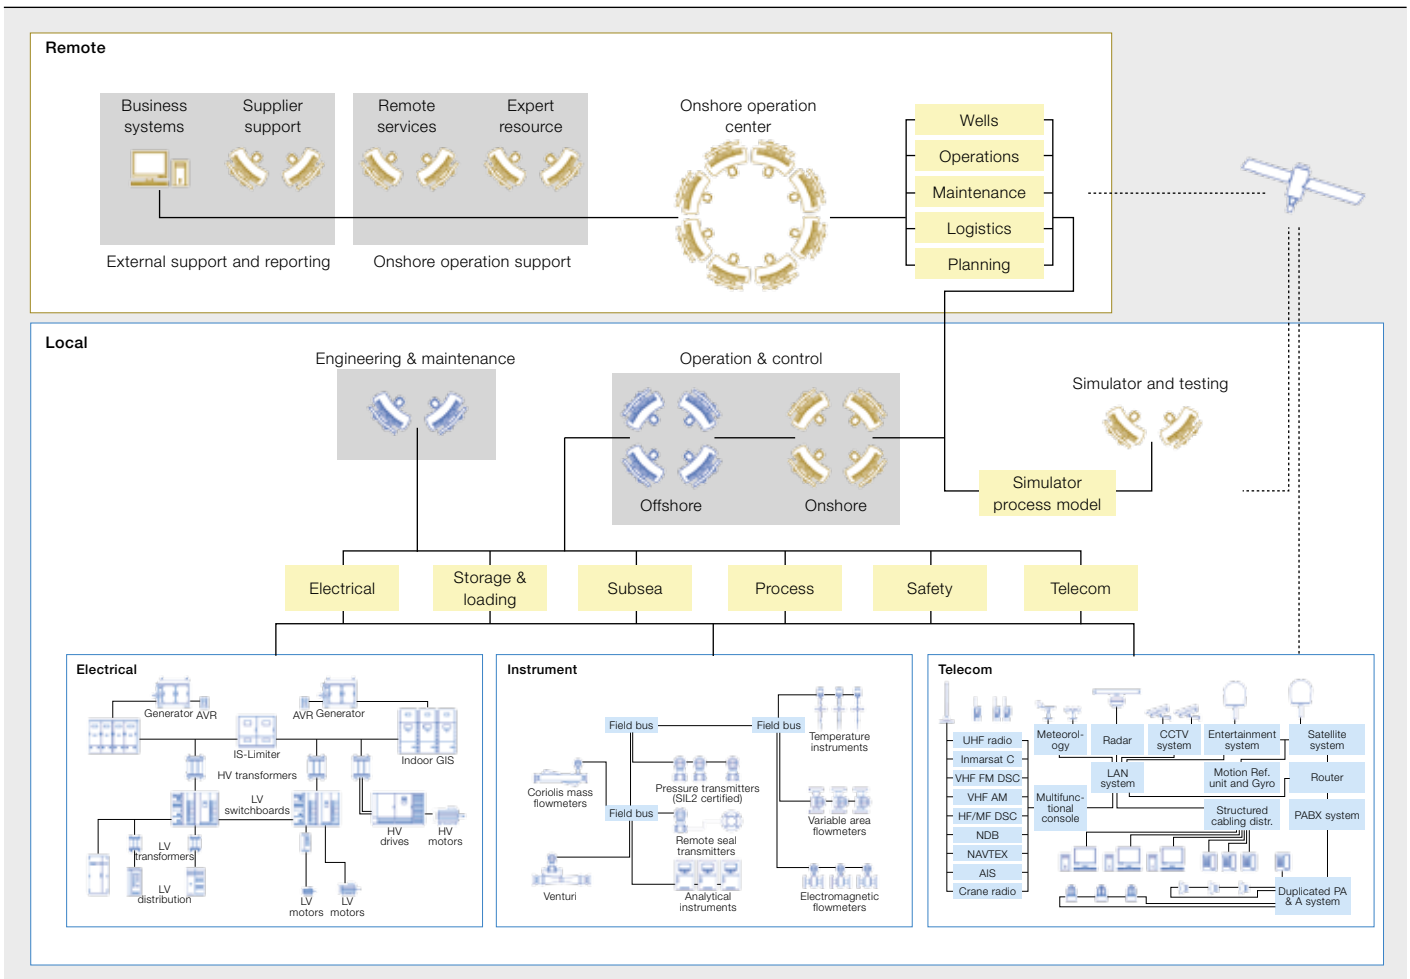 Remote
Business
systems
Supplier
support
Remote
services
Expert
resource
Onshore operation
center
Wells
Operations
Maintenance
Logistics
Planning
External support and reporting
Onshore operation support
Local
Engineering & maintenance
Operation & control
Simulator and testing
Offshore
Onshore
Simulator
process model
Electrical
Storage &
loading
Subsea
Process
Safety
Telecom
Electrical
Generator
AVR
AVR
Generator
IS-Limiter
Indoor GIS
HV transformers
LV
switchboards
HV
drives
HV
motors
LV
transformers
LV
distribution
LV
motors
LV
motors
Instrument
Field bus
Field bus
Temperature
instruments
Coriolis mass
flowmeters
Pressure transmitters
(SIL2 certified)
Field bus
Variable area
flowmeters
Remote seal
transmitters
Venturi
Analytical
instruments
Electromagnetic
flowmeters
Telecom
UHF radio
Inmarsat C
VHF FM DSC
VHF AM
HF/MF DSC
NDB
NAVTEX
AIS
Crane radio
Meteorol-
ogy
Radar
CCTV
system
Entertainment
system
Satellite
system
LAN
system
Motion Ref.
unit and Gyro
Router
Multifunc-
tional
console
Structured
cabling distr.
PABX system
Duplicated PA
& A system